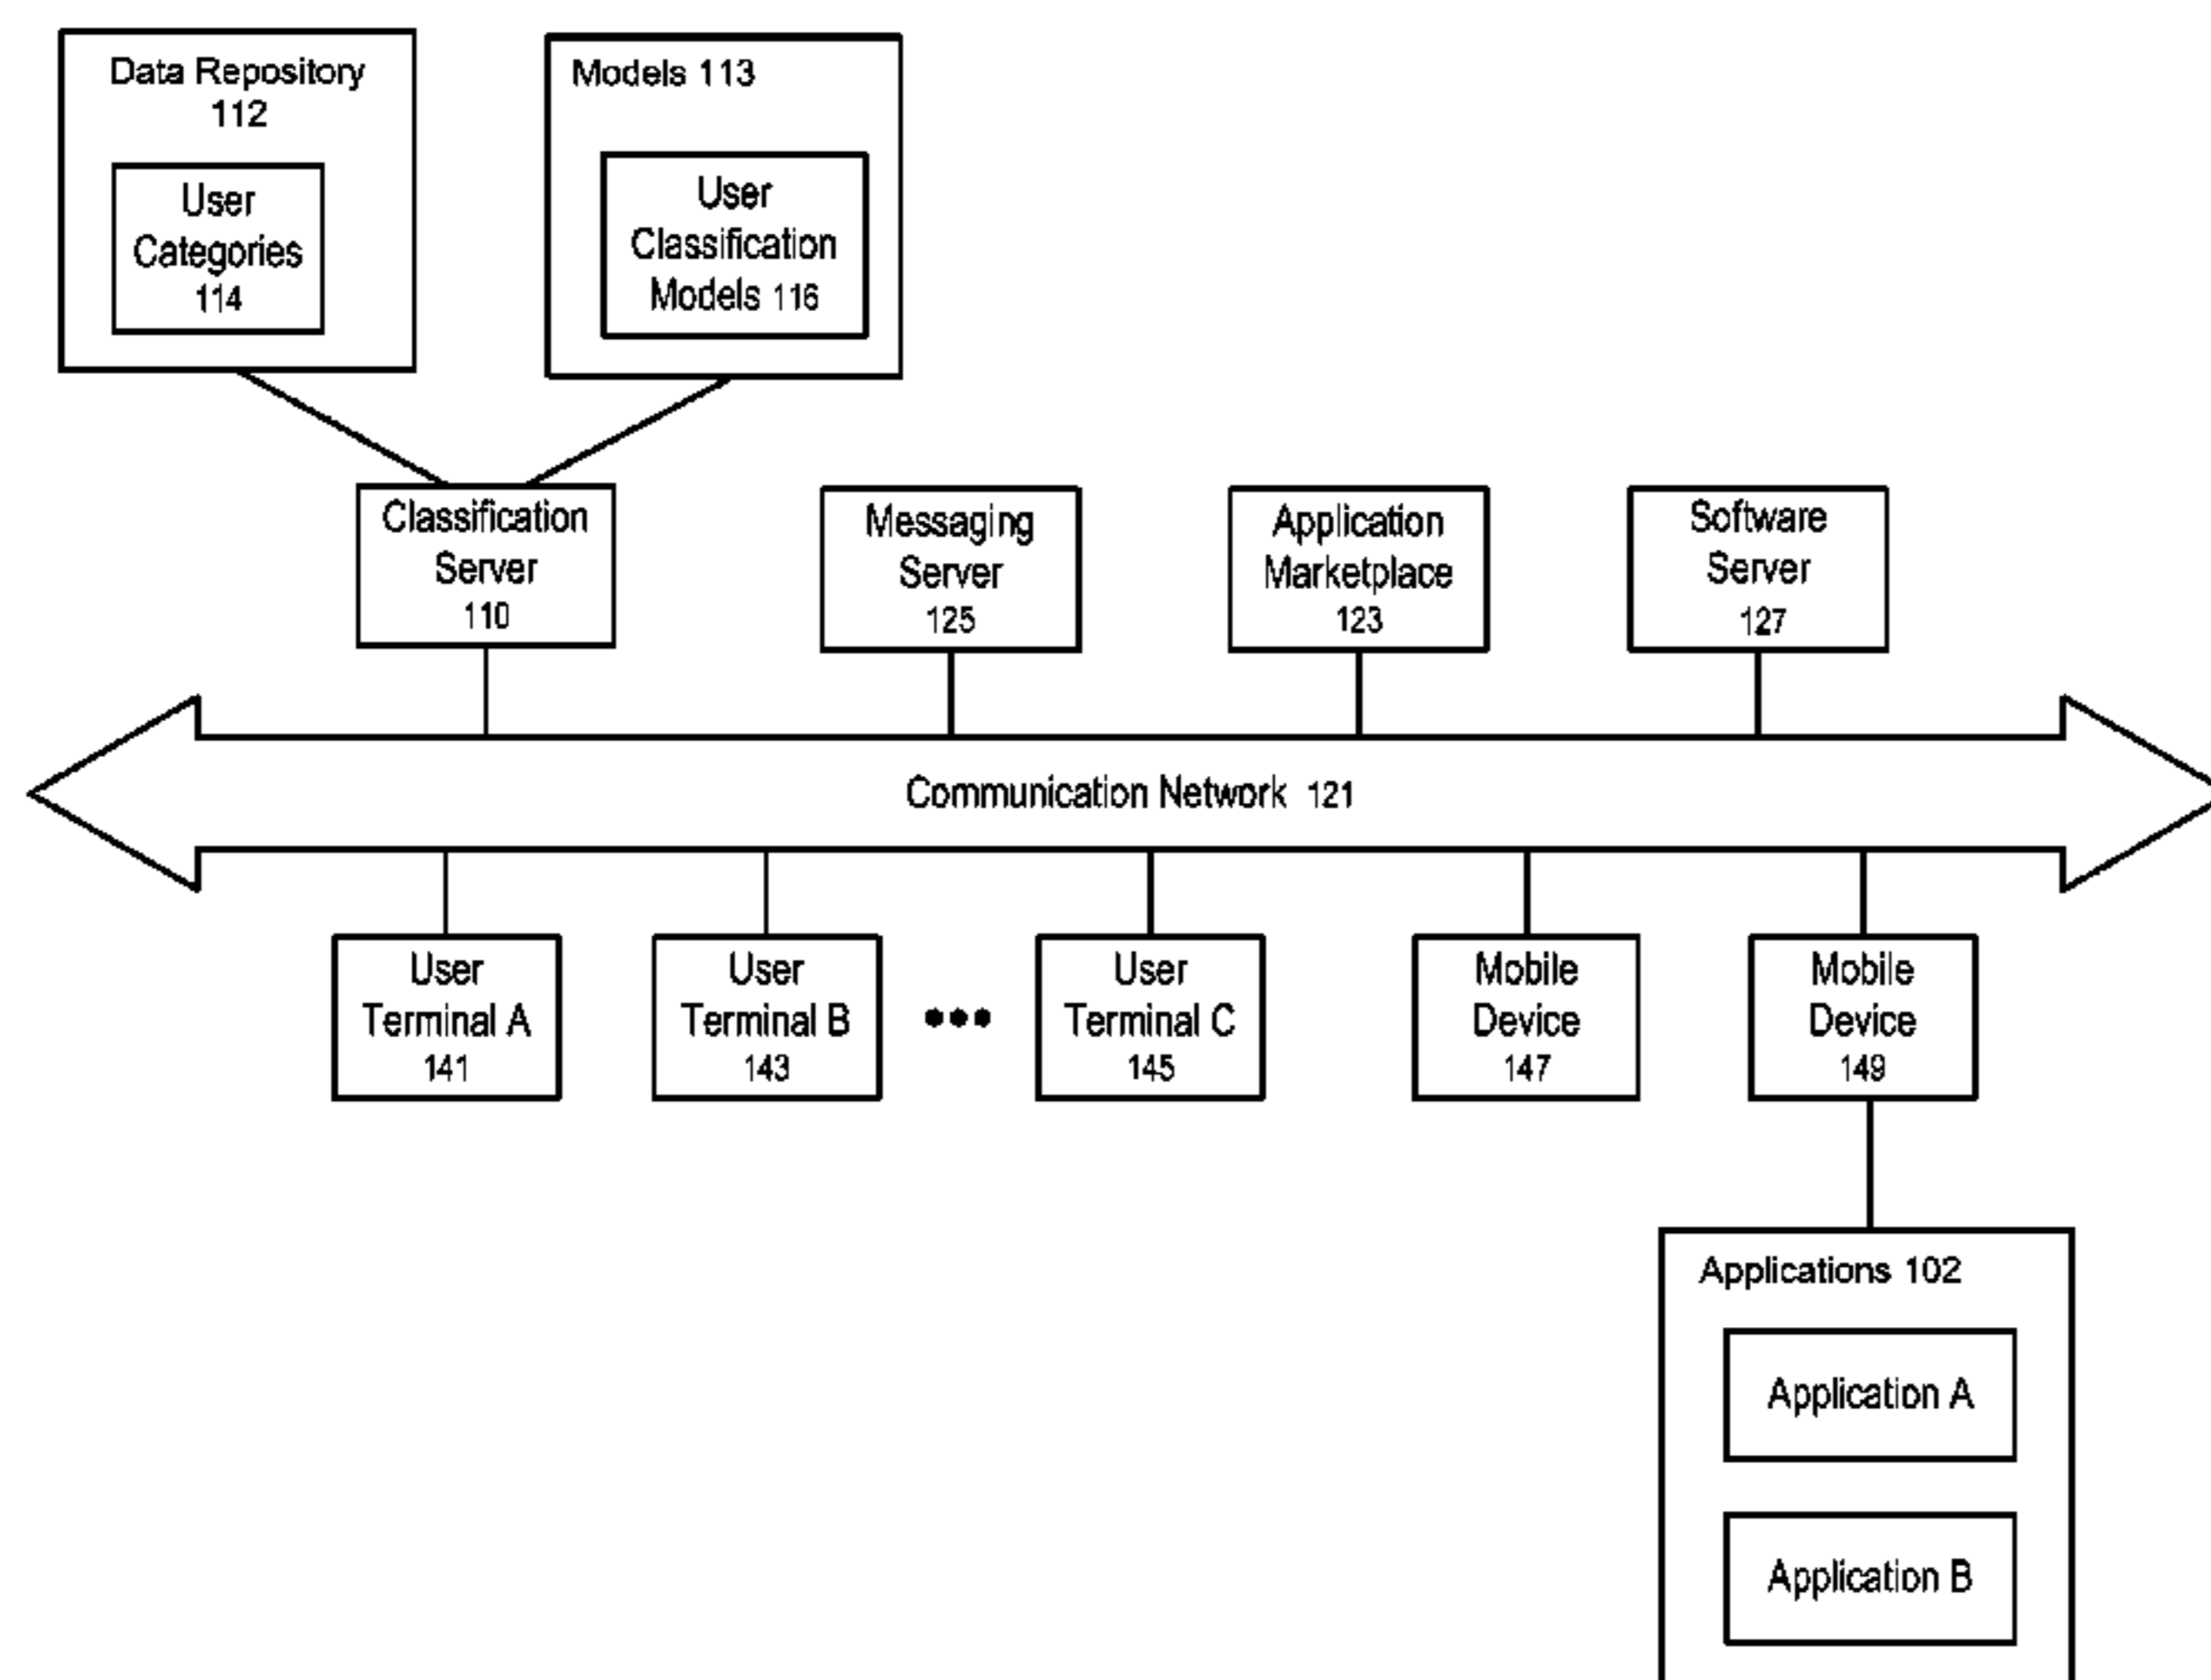 Data Repository
112
User
Categories
114
Models 113
User
Classification
Models 116
Classification
Server
110
Messaging
Server
125
Application
Marketplace
123
Software
Server
127
Communication Network 121
User
Terminal A
141
User
Terminal B
143
User
Terminal C
145
Mobile
Device
147
Mobile
Device
149
Applications 102
Application A
Application B